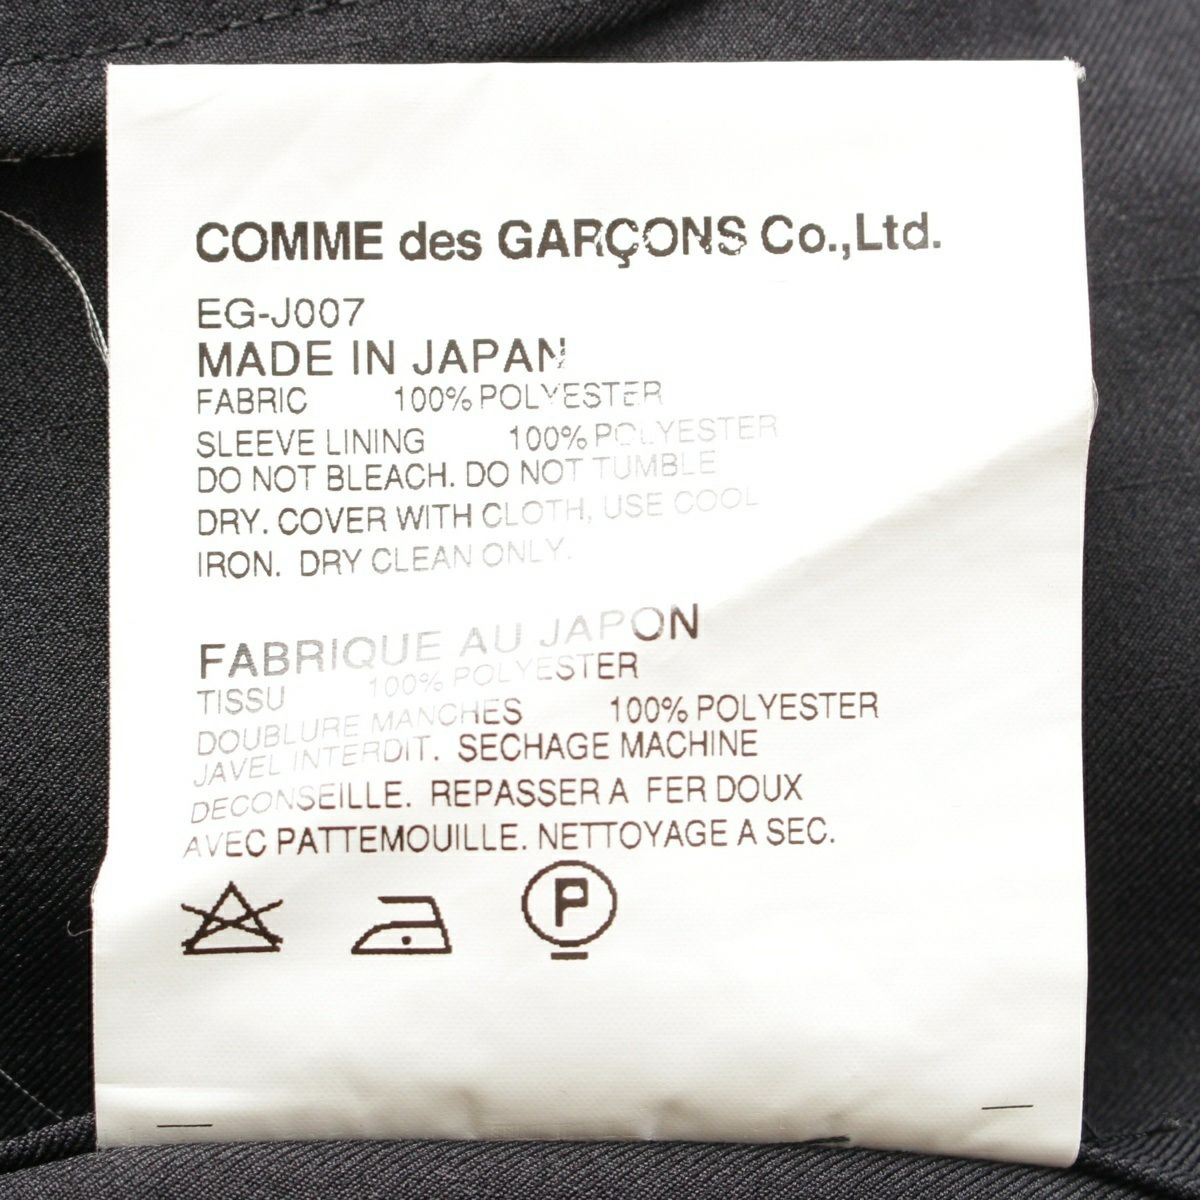 COMME des GARÇONS Co.,Ltd.
EG-J007
MADE IN JAPAN
FABRIC 100% POLYESTER
SLEEVE LINING 100% POLYESTER
DO NOT BLEACH. DO NOT TUMBLE
DRY. COVER WITH CLOTH, USE COOL
IRON. DRY CLEAN ONLY.
FABRIQUE AU JAPON
TISSU 100% POLYESTER
DOUBLURE MANCHES 100% POLYESTER
JAVEL INTERDIT. SECHAGE MACHINE
DECONSEILLE. REPASSER A FER DOUX
AVEC PATTEMOUILLE. NETTOYAGE A SEC.
P